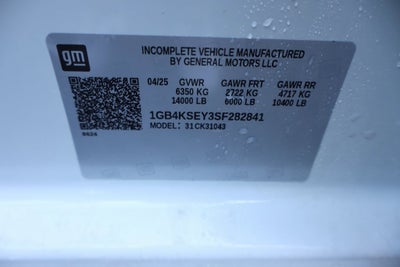 gm
INCOMPLETE VEHICLE MANUFACTURED
BY GENERAL MOTORS LLC
04/25 GVWR GAWR FRT GAWR RR
6350 KG 2722 KG 4717 KG
14000 LB 6000 LB 10400 LB
1GB4KSEY3SF282841
MODEL: 31CK31043
8624